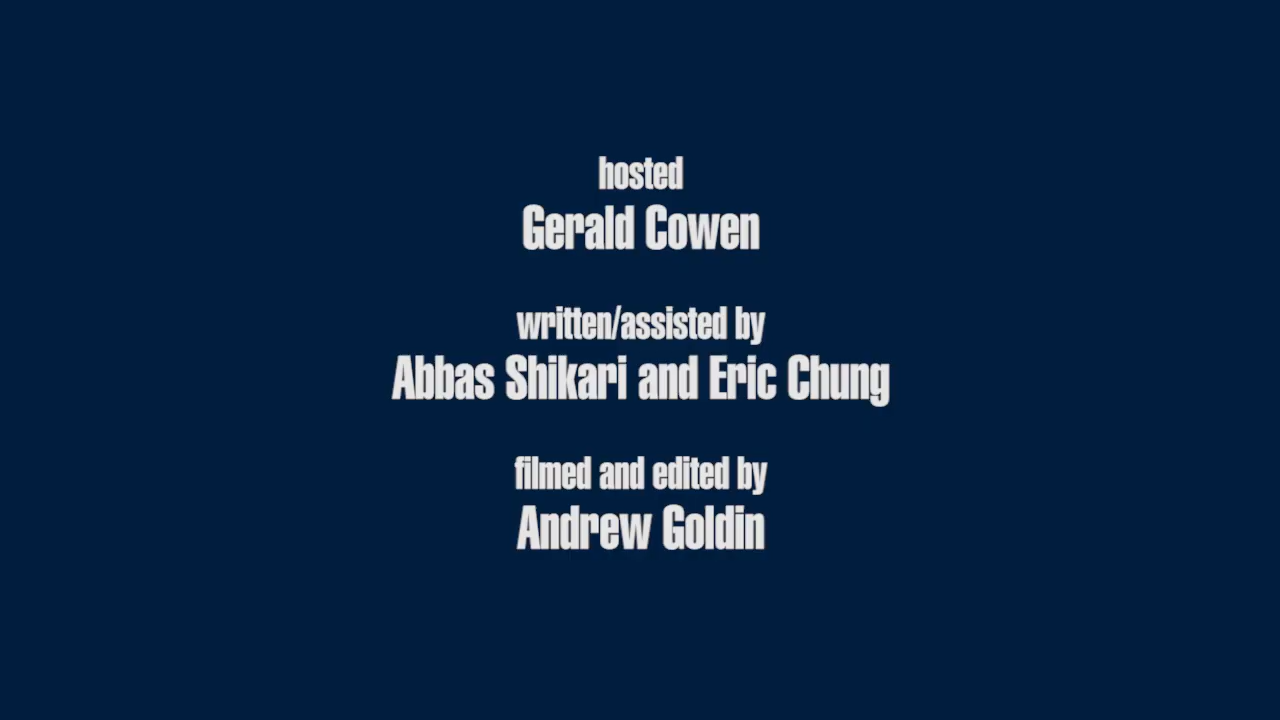 hosted
Gerald Cowen
written/assisted by
Abbas Shikari and Eric Chung
filmed and edited by
Andrew Goldin